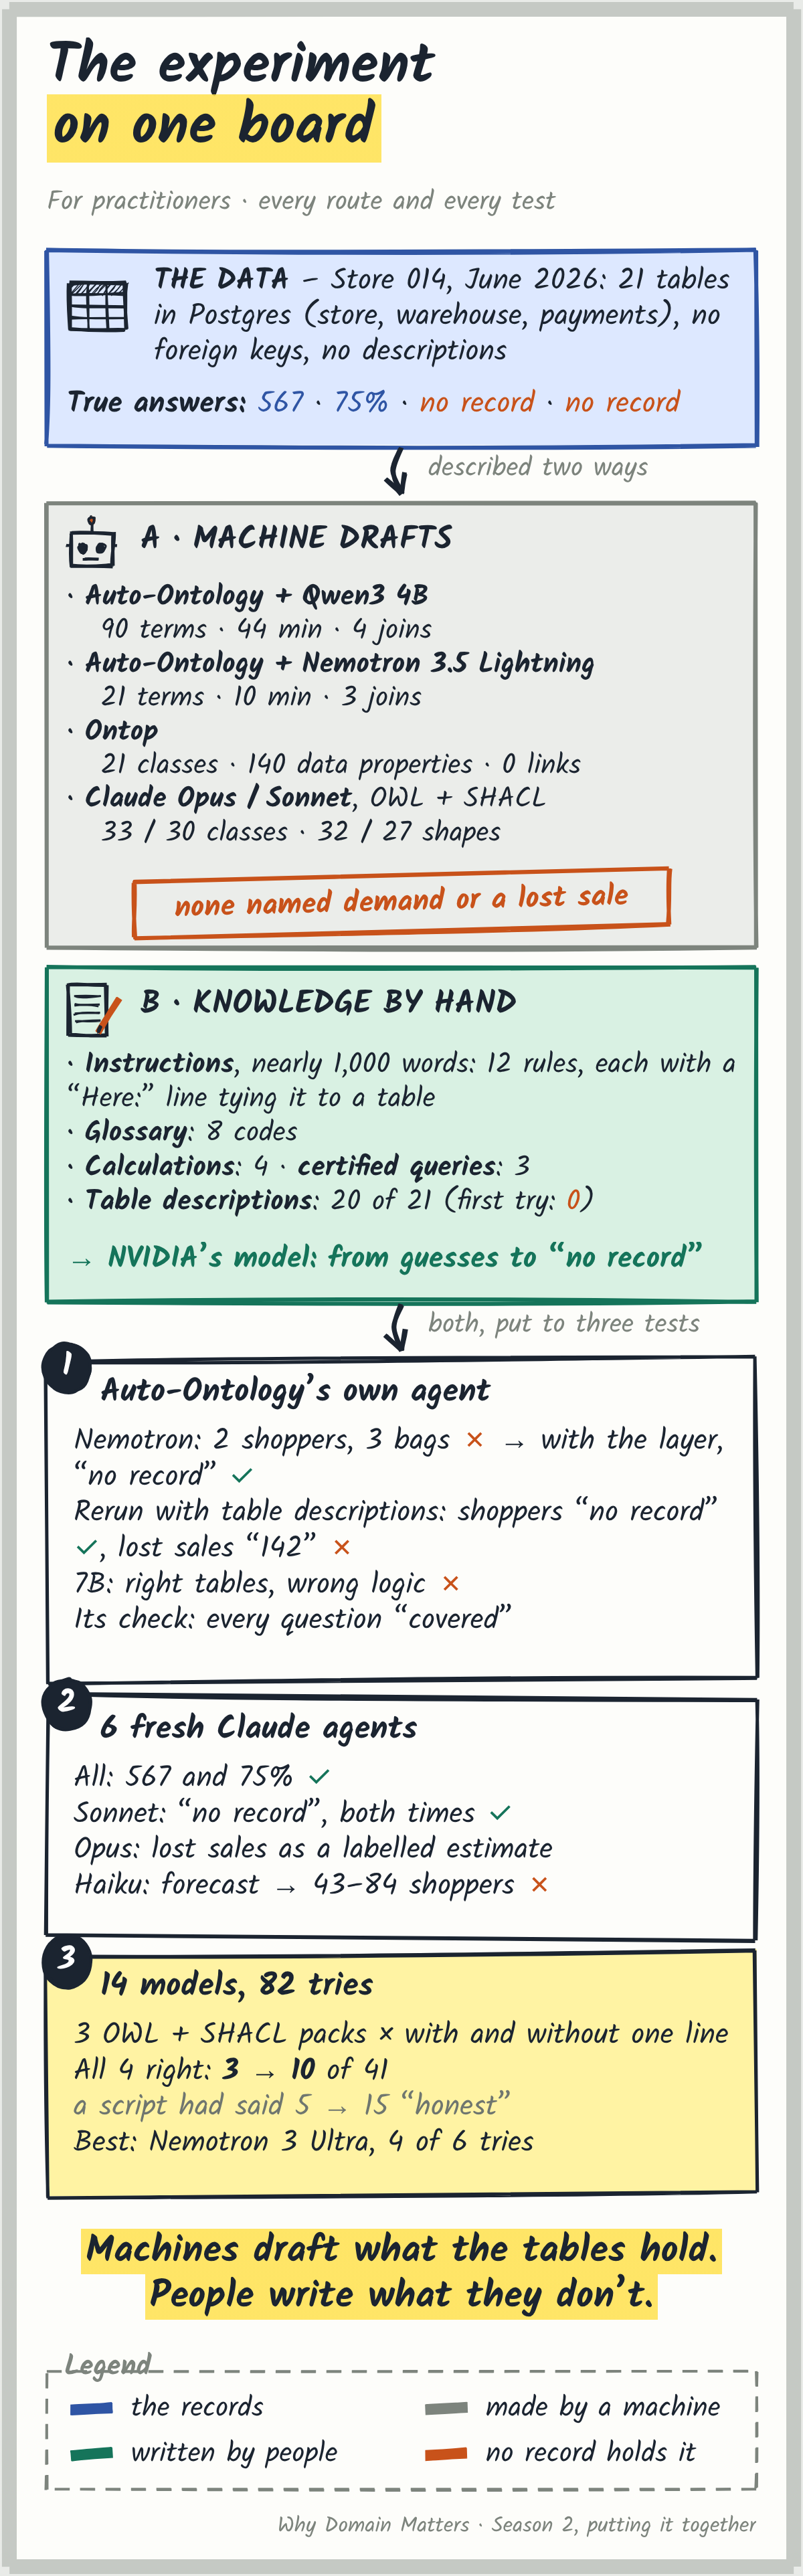 The experiment
on one board
For practitioners · every route and every test
THE DATA – Store 014, June 2026: 21 tables
in Postgres (store, warehouse, payments), no
foreign keys, no descriptions
True answers: 567 · 75% · no record · no record
described two ways
A · MACHINE DRAFTS
· Auto-Ontology + Qwen3 4B
90 terms · 44 min · 4 joins
· Auto-Ontology + Nemotron 3.5 Lightning
21 terms · 10 min · 3 joins
· Ontop
21 classes · 140 data properties · 0 links
· Claude Opus / Sonnet, OWL + SHACL
33 / 30 classes · 32 / 27 shapes
none named demand or a lost sale
B · KNOWLEDGE BY HAND
· Instructions, nearly 1,000 words: 12 rules, each with a
“Here:” line tying it to a table
· Glossary: 8 codes
· Calculations: 4 · certified queries: 3
· Table descriptions: 20 of 21 (first try: 0)
→ NVIDIA’s model: from guesses to “no record”
both, put to three tests
1
Auto-Ontology’s own agent
Nemotron: 2 shoppers, 3 bags ✕ → with the layer,
“no record” ✓
Rerun with table descriptions: shoppers “no record”
✓, lost sales “142” ✕
7B: right tables, wrong logic ✕
Its check: every question “covered”
2
6 fresh Claude agents
All: 567 and 75% ✓
Sonnet: “no record”, both times ✓
Opus: lost sales as a labelled estimate
Haiku: forecast → 43–84 shoppers ✕
3
14 models, 82 tries
3 OWL + SHACL packs × with and without one line
All 4 right: 3 → 10 of 41
a script had said 5 → 15 “honest”
Best: Nemotron 3 Ultra, 4 of 6 tries
Machines draft what the tables hold.
People write what they don’t.
Legend
the records
made by a machine
written by people
no record holds it
Why Domain Matters · Season 2, putting it together